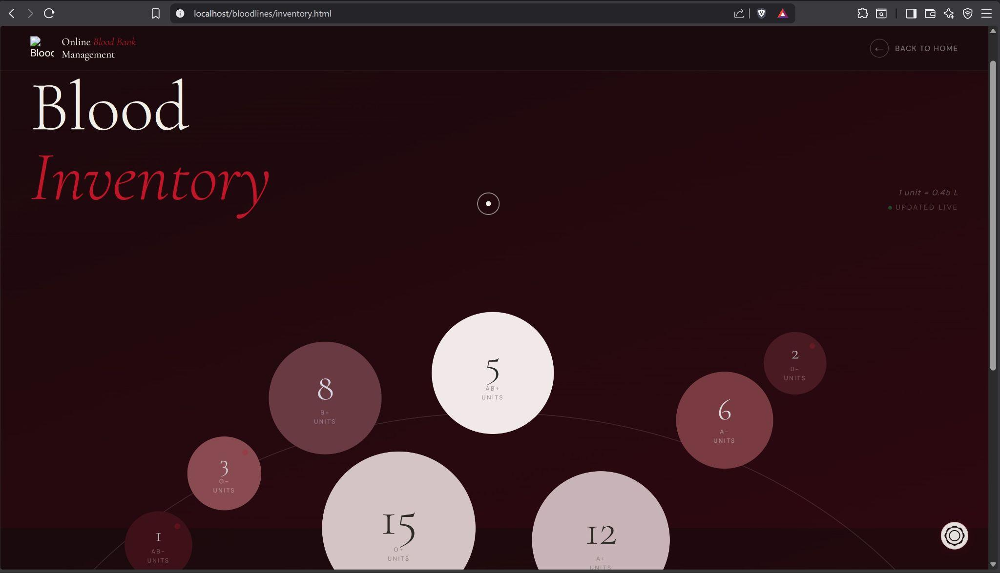 localhost/bloodlines/inventory.html
Blood
Online Blood Bank
Management
BACK TO HOME
Blood
Inventory
1 unit = 0.45 L
UPDATED LIVE
5
AB+
UNITS
2
B-
UNITS
8
B+
UNITS
6
A-
UNITS
3
O-
UNITS
15
O+
UNITS
12
A+
UNITS
1
AB-
UNITS